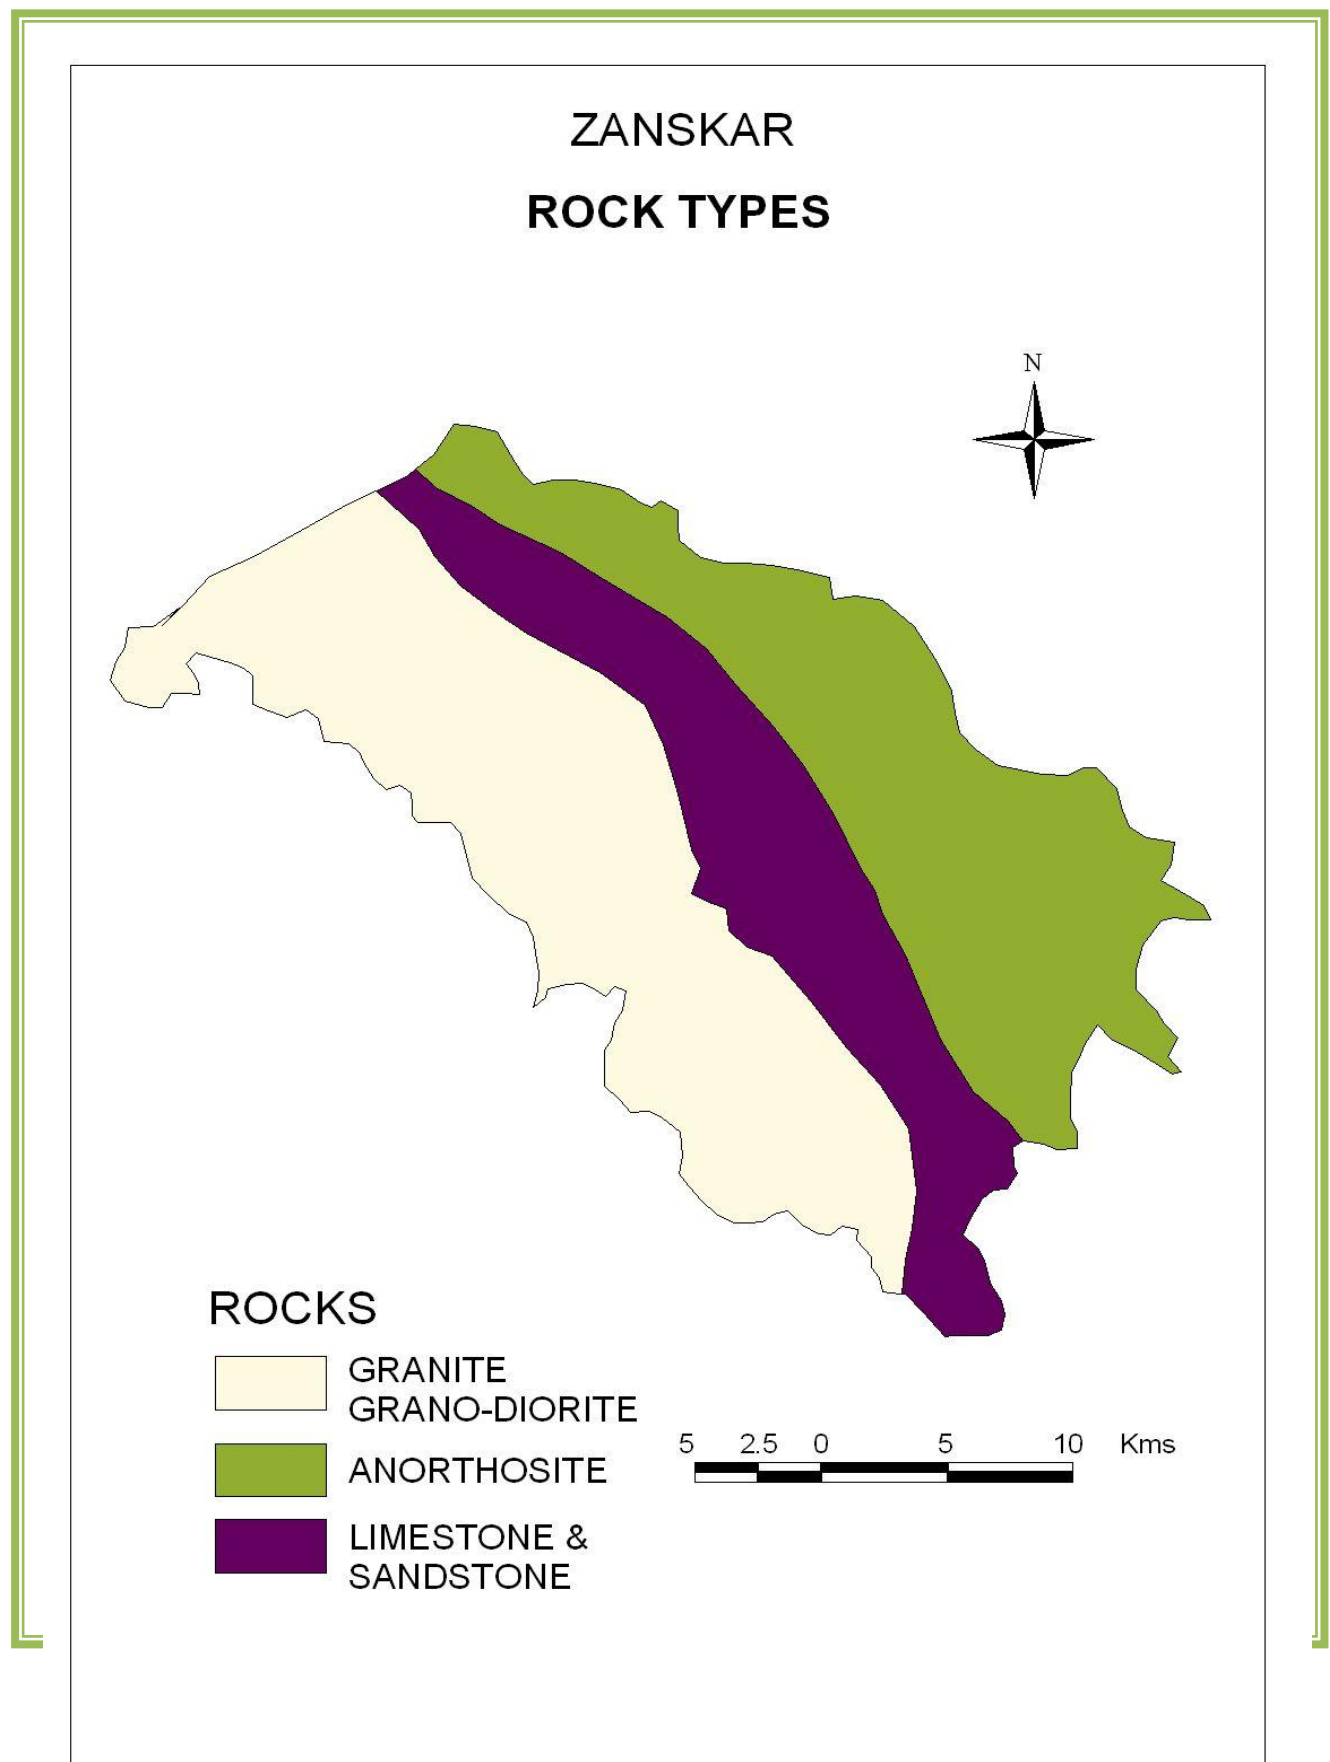 ZANSKAR
ROCK TYPES
N
ROCKS
GRANITE
GRANO-DIORITE
ANORTHOSITE
LIMESTONE &
SANDSTONE
5 2.5 0 5 10 Kms